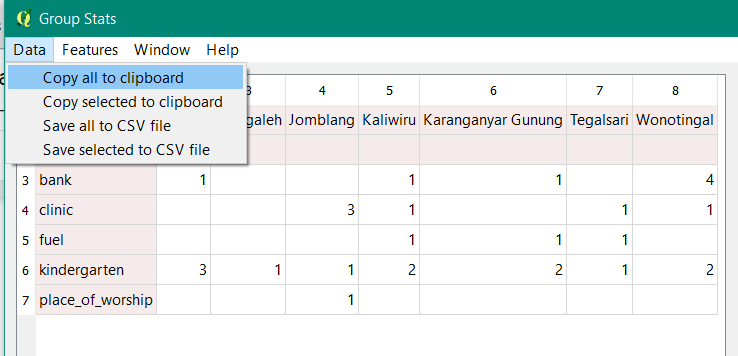 Group Stats
Data Features Window Help
Copy all to clipboard
Copy selected to clipboard
Save all to CSV file
Save selected to CSV file
3 4 5 6 7 8
galeh Jomblang Kaliwiru Karanganyar Gunung Tegalsari Wonotingal
3 bank 1 1 1 4
4 clinic 3 1 1 1
5 fuel 1 1 1
6 kindergarten 3 1 1 2 2 1 2
7 place_of_worship 1